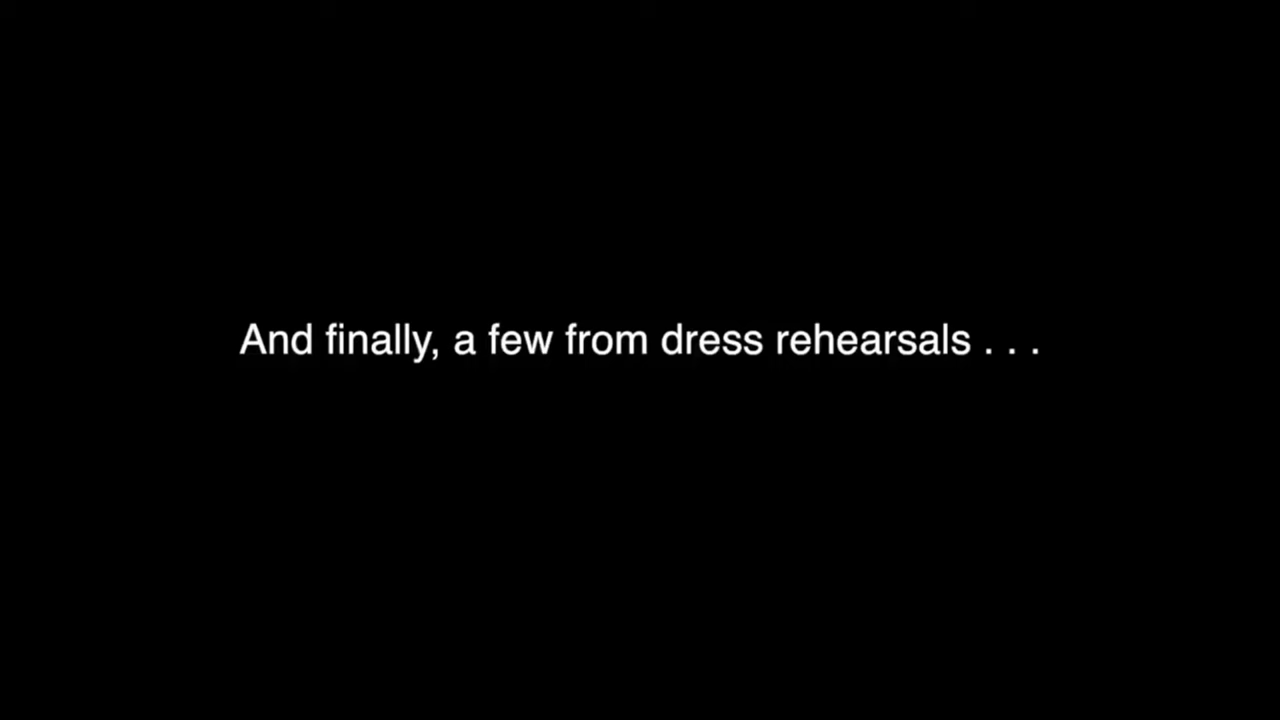 And finally, a few from dress rehearsals . . .